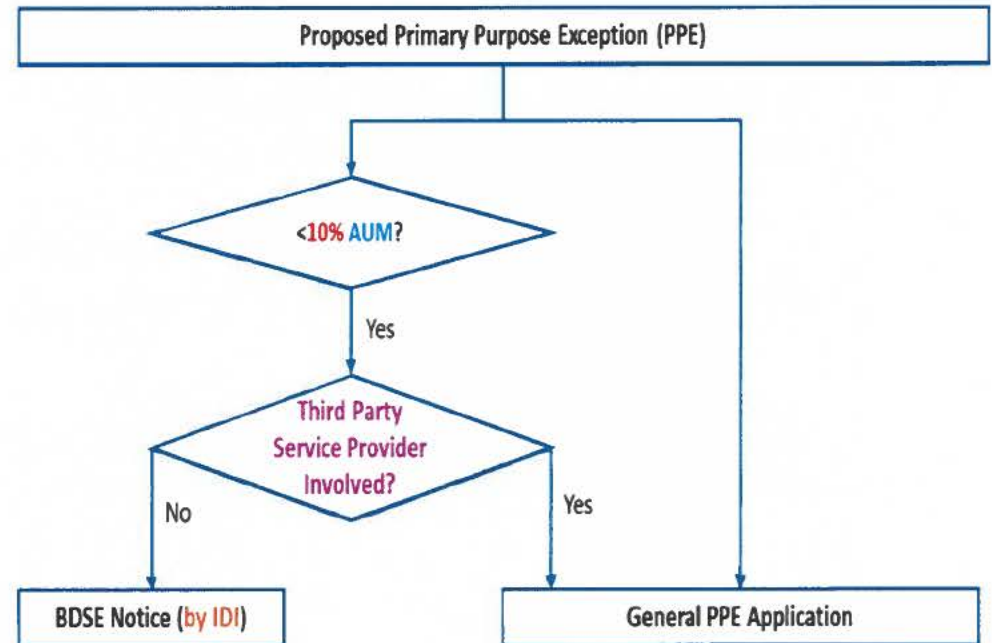 Proposed Primary Purpose Exception (PPE)
<10% AUM?
Yes
Third Party
Service Provider
Involved?
No
Yes
BDSE Notice (by IDI)
General PPE Application